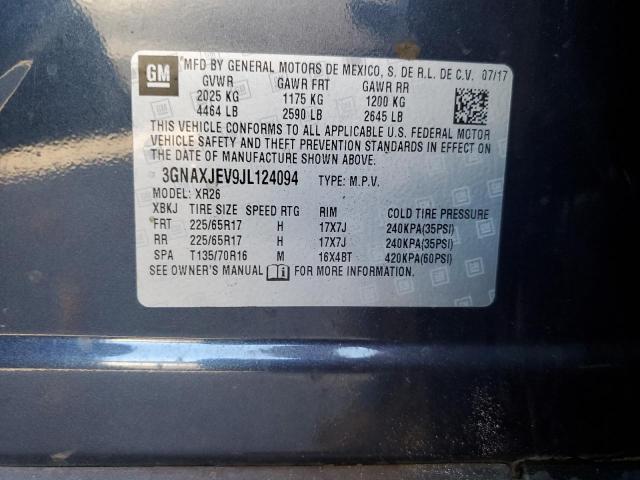 GM
MFD BY GENERAL MOTORS DE MEXICO, S. DE R.L. DE C.V. 07/17
GVWR GAWR FRT GAWR RR
2025 KG 1175 KG 1200 KG
4464 LB 2590 LB 2645 LB
THIS VEHICLE CONFORMS TO ALL APPLICABLE U.S. FEDERAL MOTOR
VEHICLE SAFETY AND THEFT PREVENTION STANDARDS IN EFFECT ON
THE DATE OF MANUFACTURE SHOWN ABOVE.
3GNAXJEV9JL124094 TYPE: M.P.V.
MODEL: XR26
XBKJ TIRE SIZE SPEED RTG RIM COLD TIRE PRESSURE
FRT 225/65R17 H 17X7J 240KPA(35PSI)
RR 225/65R17 H 17X7J 240KPA(35PSI)
SPA T135/70R16 M 16X4BT 420KPA(60PSI)
SEE OWNER'S MANUAL FOR MORE INFORMATION.